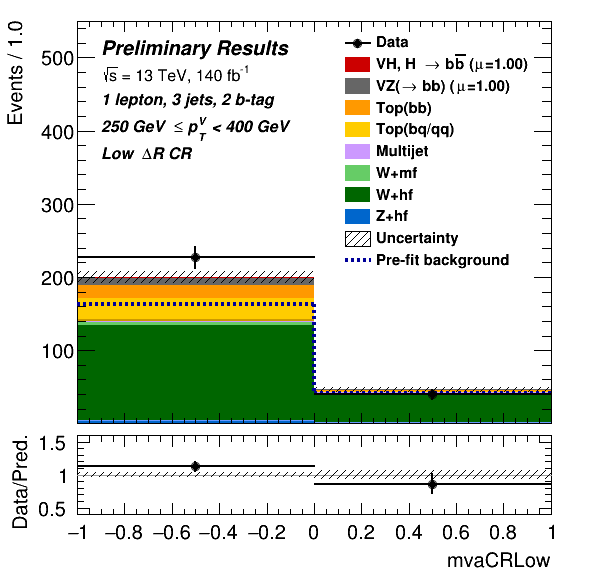 Events / 1.0
500
400
300
200
100
Preliminary Results
√s = 13 TeV, 140 fb⁻¹
1 lepton, 3 jets, 2 b-tag
250 GeV ≤ p_T^V < 400 GeV
Low ΔR CR
Data
VH, H → bb̅ (μ=1.00)
VZ(→ bb) (μ=1.00)
Top(bb)
Top(bq/qq)
Multijet
W+mf
W+hf
Z+hf
Uncertainty
Pre-fit background
Data/Pred.
1.5
1
0.5
−1 −0.8 −0.6 −0.4 −0.2 0 0.2 0.4 0.6 0.8 1
mvaCRLow